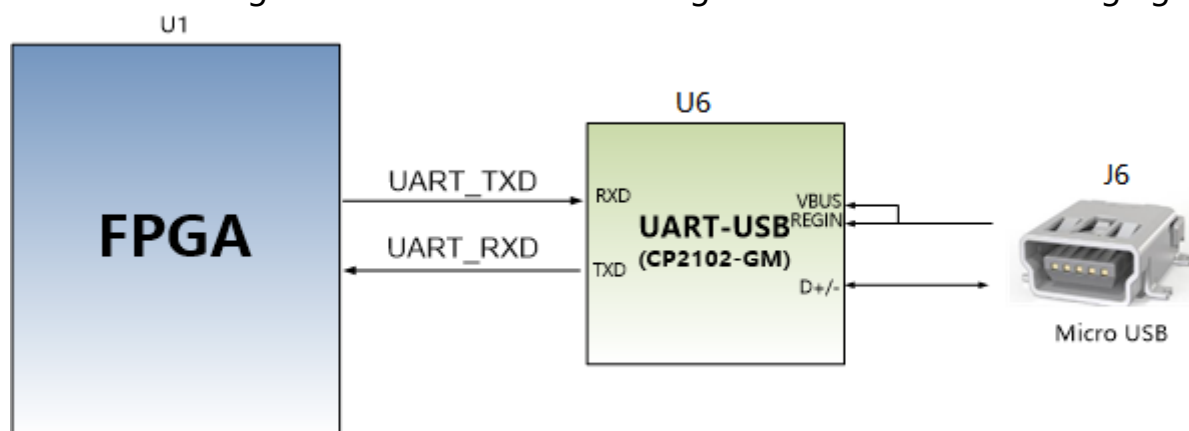 U1
FPGA
UART_TXD
UART_RXD
U6
RXD
TXD
UART-USB
(CP2102-GM)
VBUS
REGIN
D+/-
J6
Micro USB